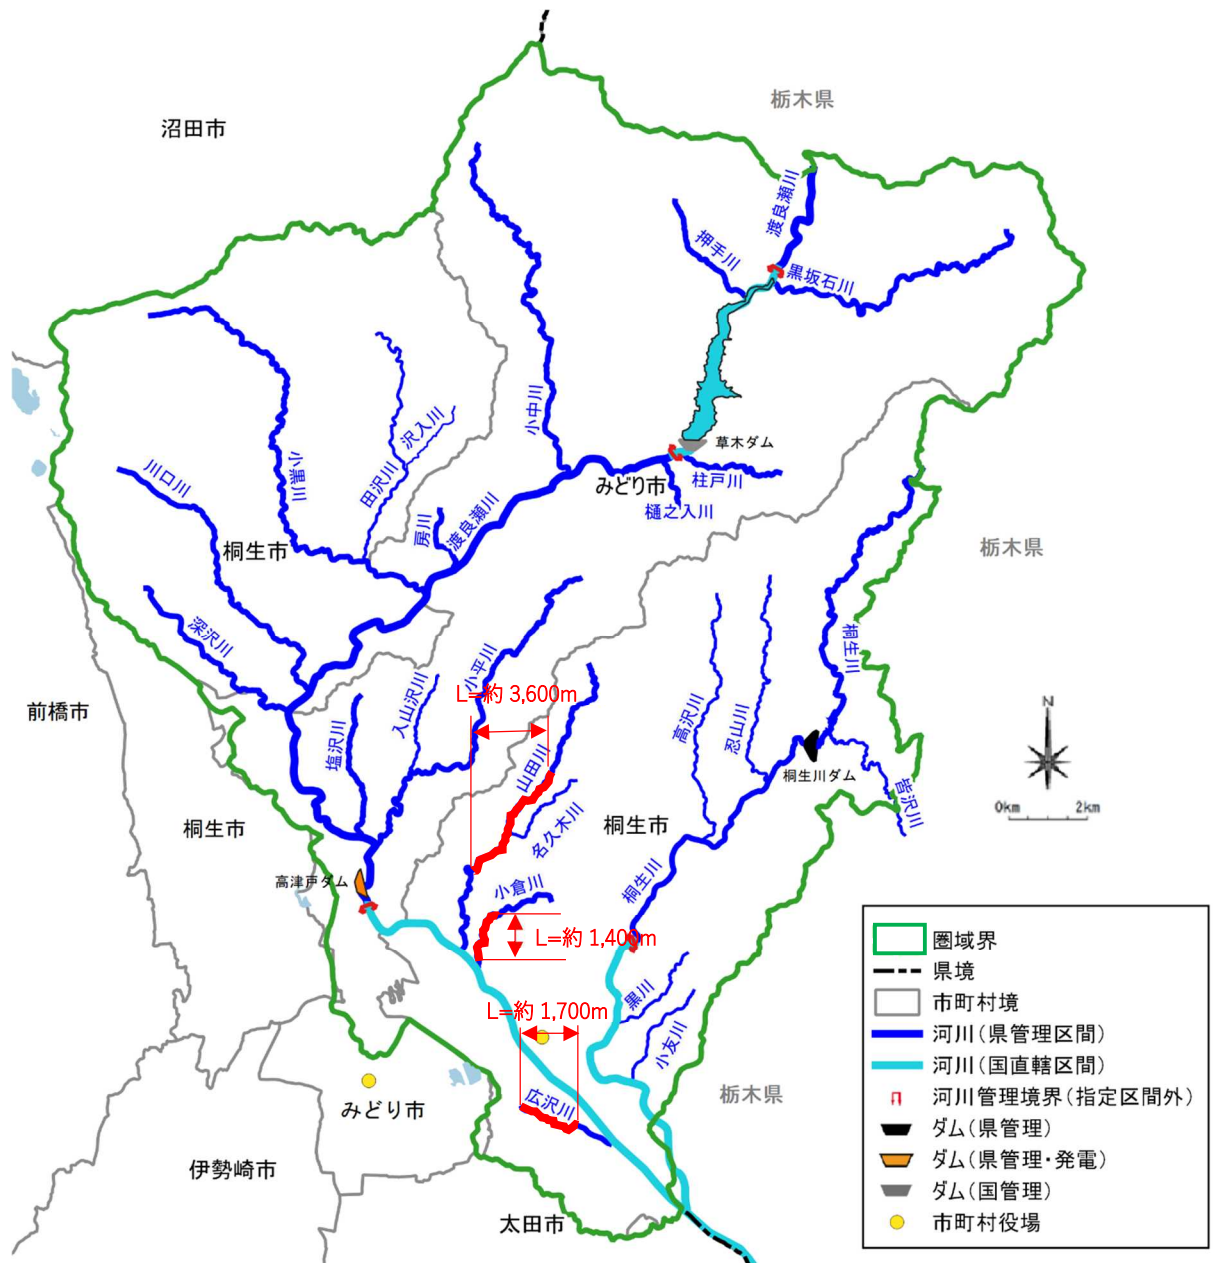 栃木県
沼田市
渡良瀬川
押手川
黒坂石川
小中川
沢入川
草木ダム
小黒川
田沢川
川口川
柱戸川
みどり市
樋之入川
房川
渡良瀬川
桐生市
栃木県
深沢川
桐生川
小平川
入山沢川
L=約 3,600m
前橋市
塩沢川
高沢川
忍山川
山田川
桐生川ダム
皆沢川
N
0km
2km
名久木川
桐生市
桐生市
高津戸ダム
小倉川
桐生川
L=約 1,400m
黒川
L=約 1,700m
小友川
広沢川
栃木県
みどり市
伊勢崎市
太田市
圏域界
県境
市町村境
河川(県管理区間)
河川(国直轄区間)
河川管理境界(指定区間外)
ダム(県管理)
ダム(県管理・発電)
ダム(国管理)
市町村役場